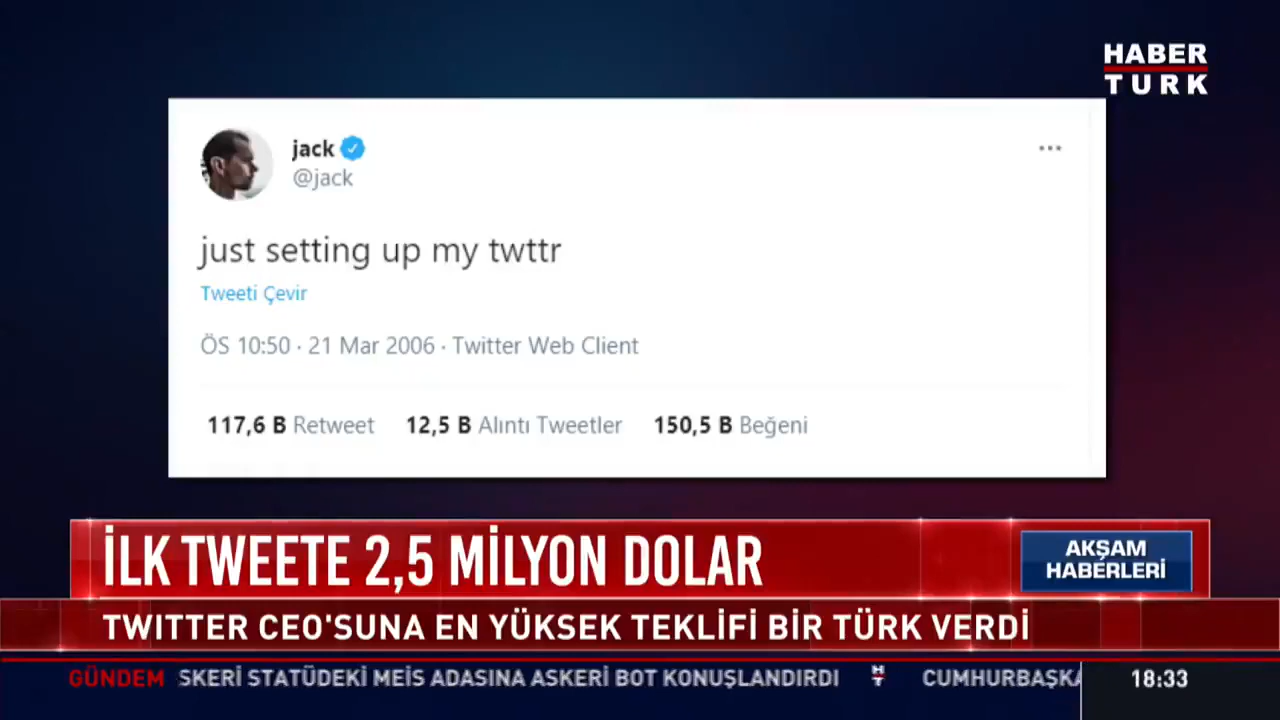 HABER
TURK
jack
@jack
just setting up my twttr
Tweeti Çevir
ÖS 10:50 · 21 Mar 2006 · Twitter Web Client
117,6 B Retweet 12,5 B Alıntı Tweetler 150,5 B Beğeni
İLK TWEETE 2,5 MİLYON DOLAR
AKŞAM
HABERLERİ
TWITTER CEO'SUNA EN YÜKSEK TEKLİFİ BİR TÜRK VERDİ
GÜNDEM SKERİ STATÜDEKİ MEİS ADASINA ASKERİ BOT KONUŞLANDIRDI CUMHURBAŞKA 18:33